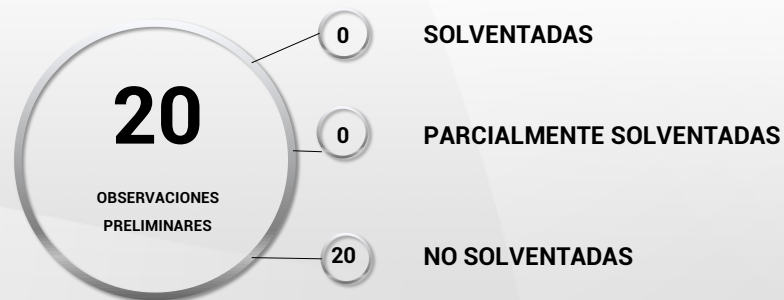 20
OBSERVACIONES
PRELIMINARES
0 SOLVENTADAS
0 PARCIALMENTE SOLVENTADAS
20 NO SOLVENTADAS